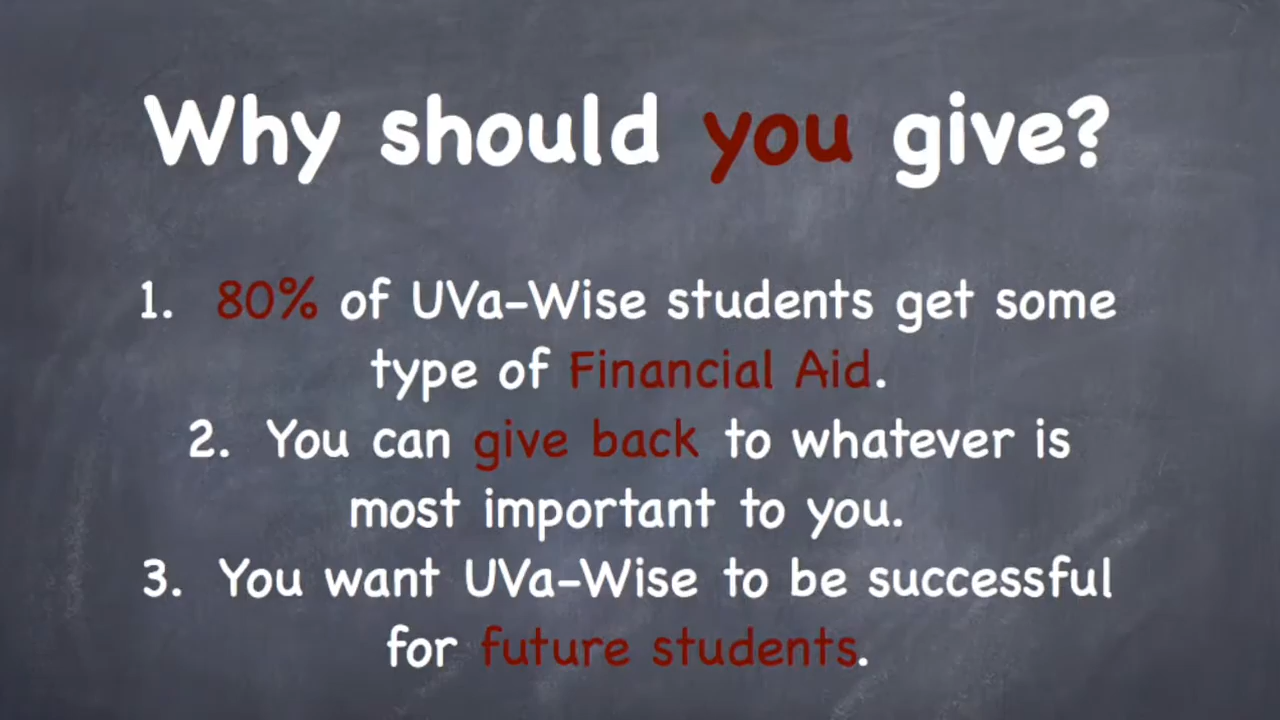 Why should you give?
1. 80% of UVa-Wise students get some
type of Financial Aid.
2. You can give back to whatever is
most important to you.
3. You want UVa-Wise to be successful
for future students.